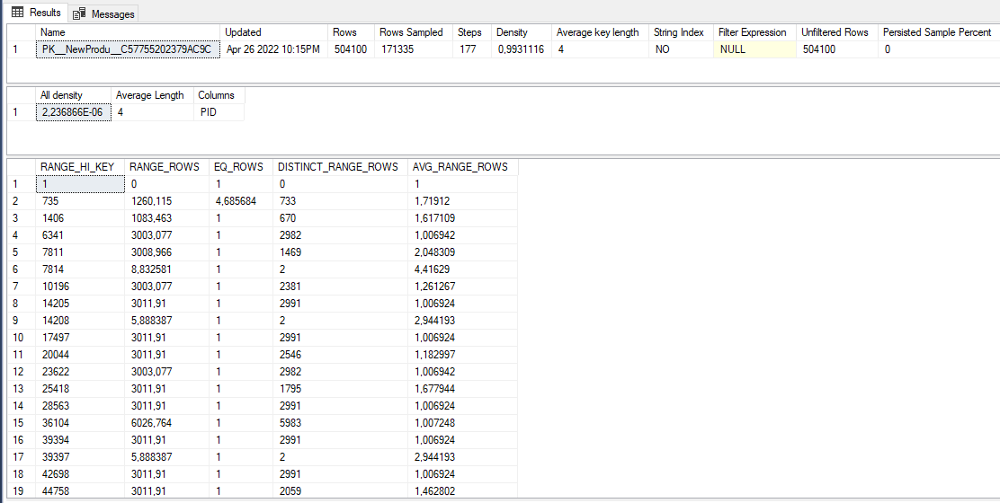 Results Messages
Name Updated Rows Rows Sampled Steps Density Average key length String Index Filter Expression Unfiltered Rows Persisted Sample Percent
1 PK__NewProdu__C57755202379AC9C Apr 26 2022 10:15PM 504100 171335 177 0,9931116 4 NO NULL 504100 0
All density Average Length Columns
1 2,236866E-06 4 PID
RANGE_HI_KEY RANGE_ROWS EQ_ROWS DISTINCT_RANGE_ROWS AVG_RANGE_ROWS
1 1 0 1 0 1
2 735 1260,115 4,685684 733 1,71912
3 1406 1083,463 1 670 1,617109
4 6341 3003,077 1 2982 1,006942
5 7811 3008,966 1 1469 2,048309
6 7814 8,832581 1 2 4,41629
7 10196 3003,077 1 2381 1,261267
8 14205 3011,91 1 2991 1,006924
9 14208 5,888387 1 2 2,944193
10 17497 3011,91 1 2991 1,006924
11 20044 3011,91 1 2546 1,182997
12 23622 3003,077 1 2982 1,006942
13 25418 3011,91 1 1795 1,677944
14 28563 3011,91 1 2991 1,006924
15 36104 6026,764 1 5983 1,007248
16 39394 3011,91 1 2991 1,006924
17 39397 5,888387 1 2 2,944193
18 42698 3011,91 1 2991 1,006924
19 44758 3011,91 1 2059 1,462802